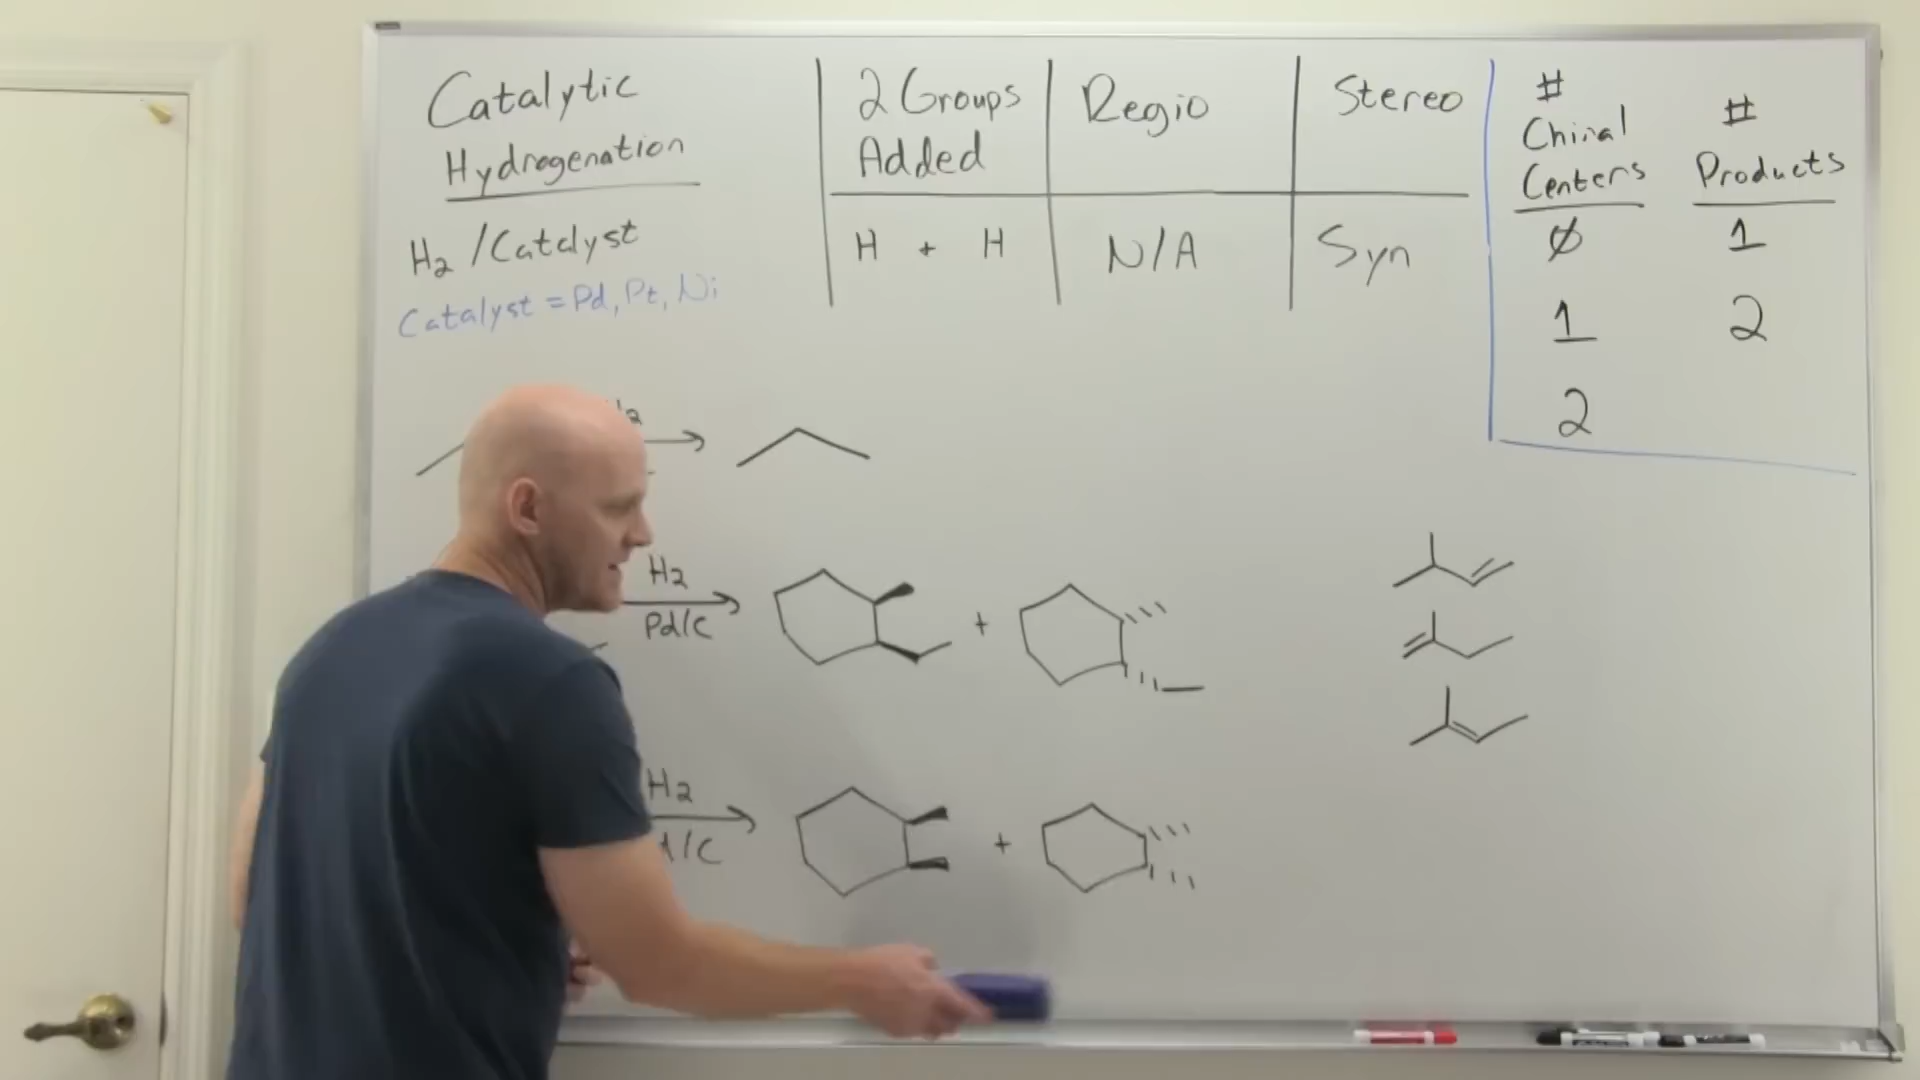 Catalytic
Hydrogenation
H₂ /Catalyst
Catalyst = Pd, Pt, Ni
2 Groups
Added
Regio
Stereo
H + H
N/A
Syn
#
Chiral
Centers
#
Products
0
1
1
2
2
H₂
Pd/C
+
H₂
/C
+